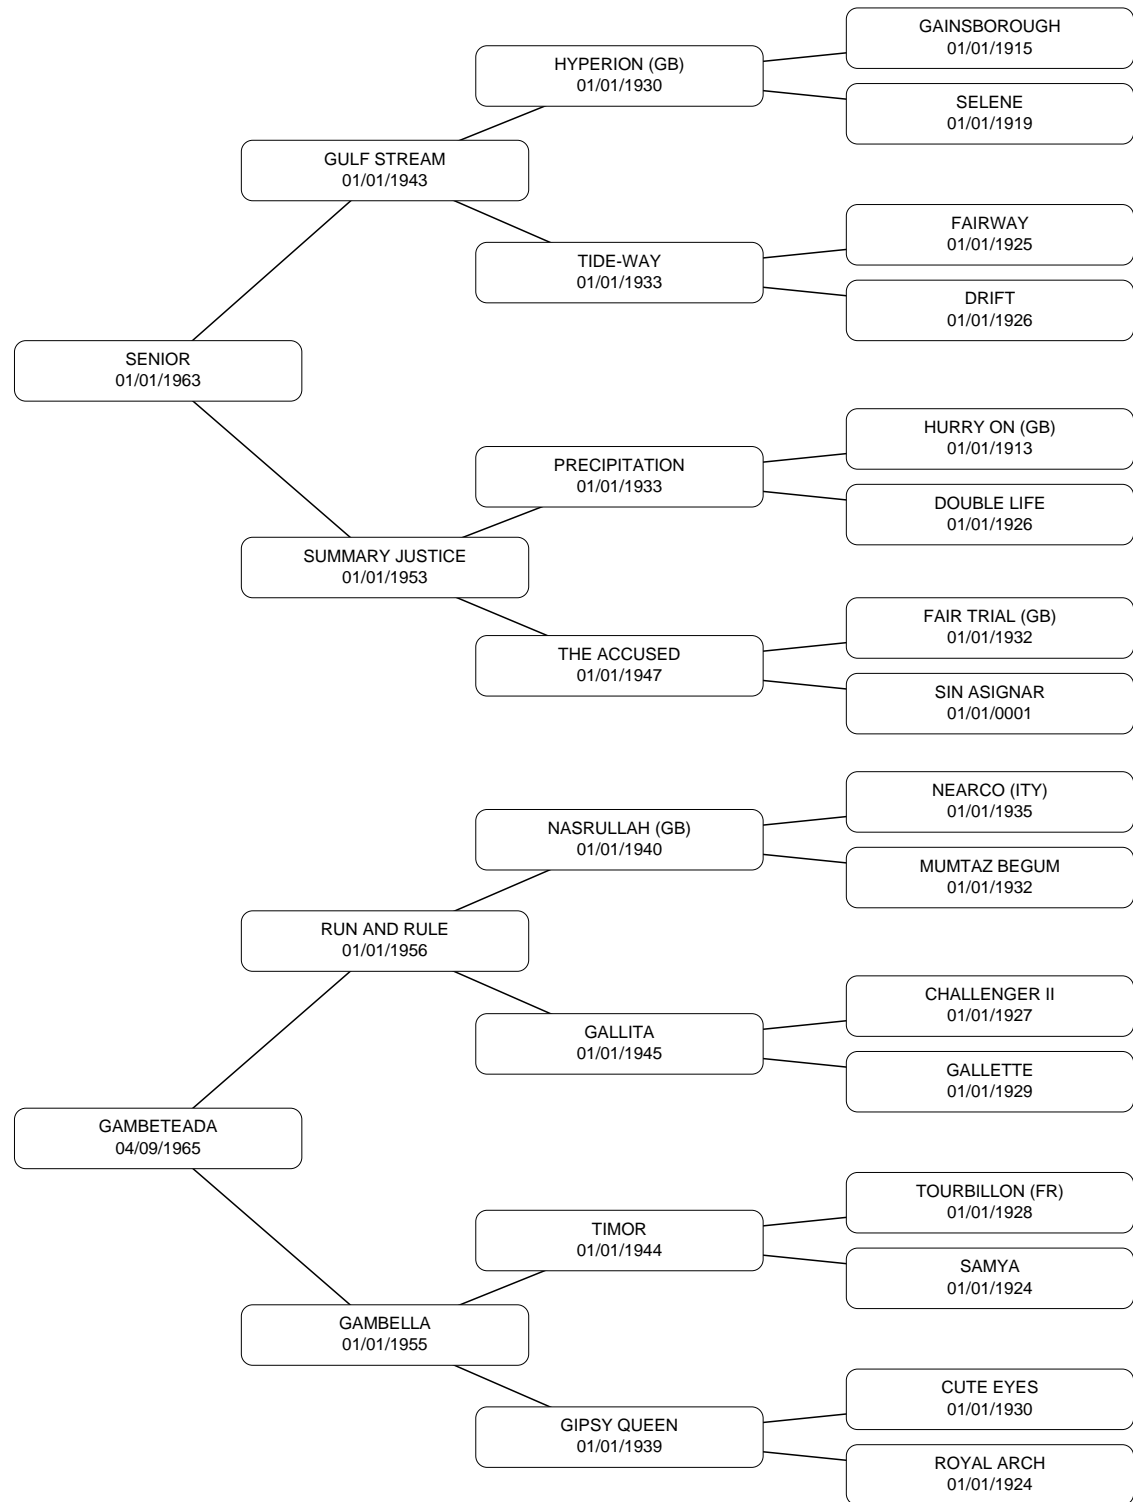 GAINSBOROUGH
01/01/1915
HYPERION (GB)
01/01/1930
SELENE
01/01/1919
GULF STREAM
01/01/1943
FAIRWAY
01/01/1925
TIDE-WAY
01/01/1933
DRIFT
01/01/1926
SENIOR
01/01/1963
HURRY ON (GB)
01/01/1913
PRECIPITATION
01/01/1933
DOUBLE LIFE
01/01/1926
SUMMARY JUSTICE
01/01/1953
FAIR TRIAL (GB)
01/01/1932
THE ACCUSED
01/01/1947
SIN ASIGNAR
01/01/0001
NEARCO (ITY)
01/01/1935
NASRULLAH (GB)
01/01/1940
MUMTAZ BEGUM
01/01/1932
RUN AND RULE
01/01/1956
CHALLENGER II
01/01/1927
GALLITA
01/01/1945
GALLETTE
01/01/1929
GAMBETEADA
04/09/1965
TOURBILLON (FR)
01/01/1928
TIMOR
01/01/1944
SAMYA
01/01/1924
GAMBELLA
01/01/1955
CUTE EYES
01/01/1930
GIPSY QUEEN
01/01/1939
ROYAL ARCH
01/01/1924